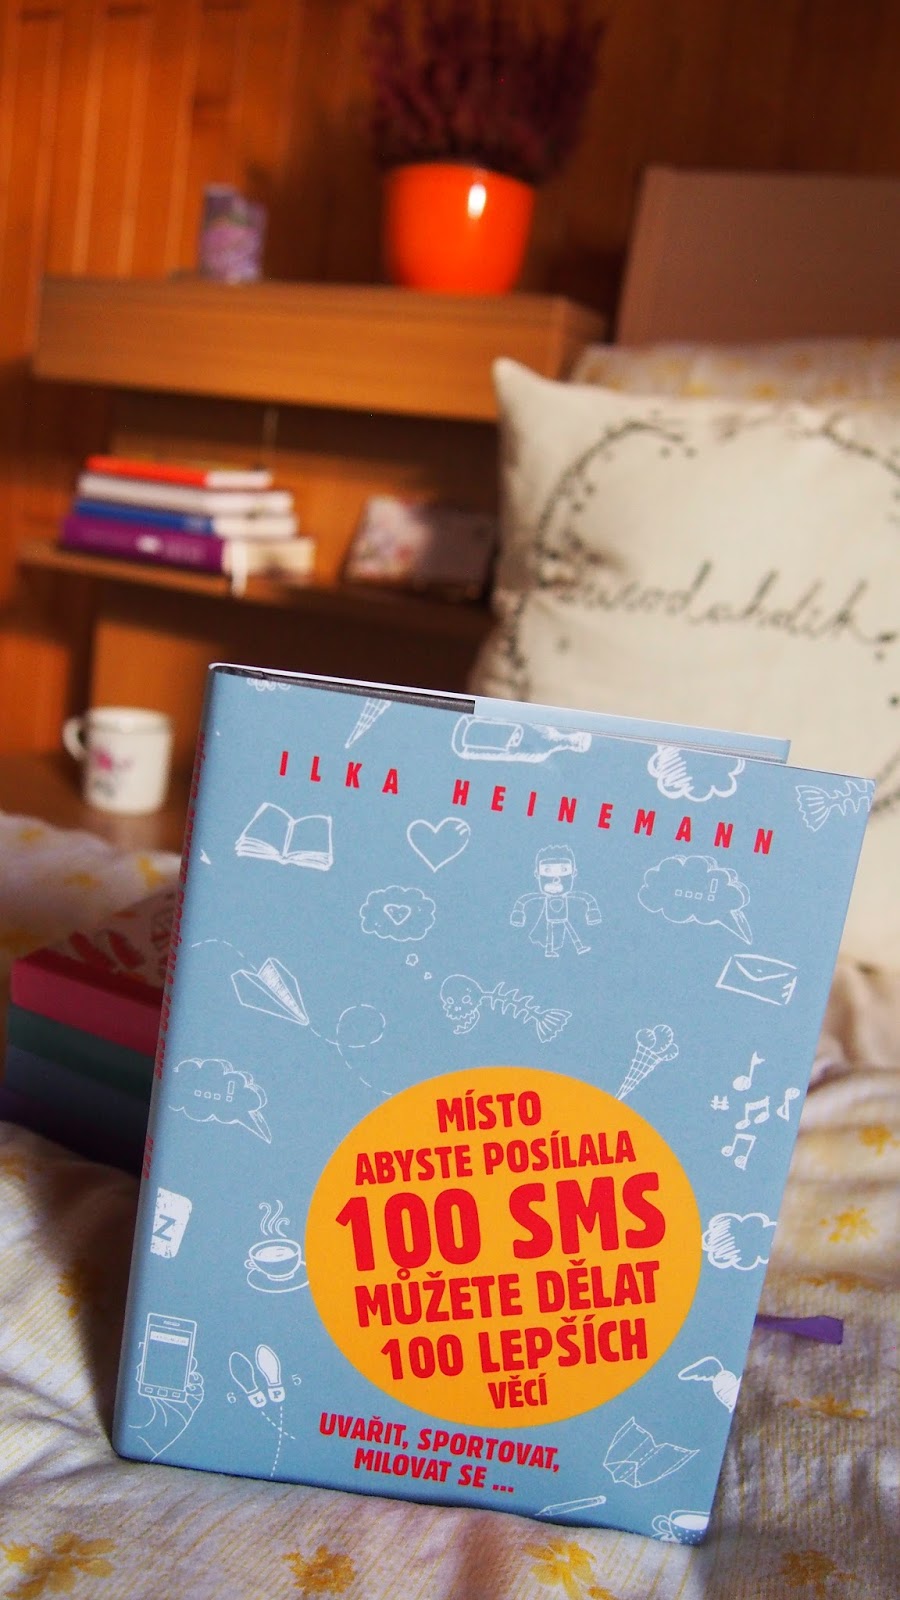 ILKA HEINEMANN
MÍSTO
ABYSTE POSÍLALA
100 SMS
MŮŽETE DĚLAT
100 LEPŠÍCH
VĚCÍ
UVAŘIT, SPORTOVAT,
MILOVAT SE ...
Z